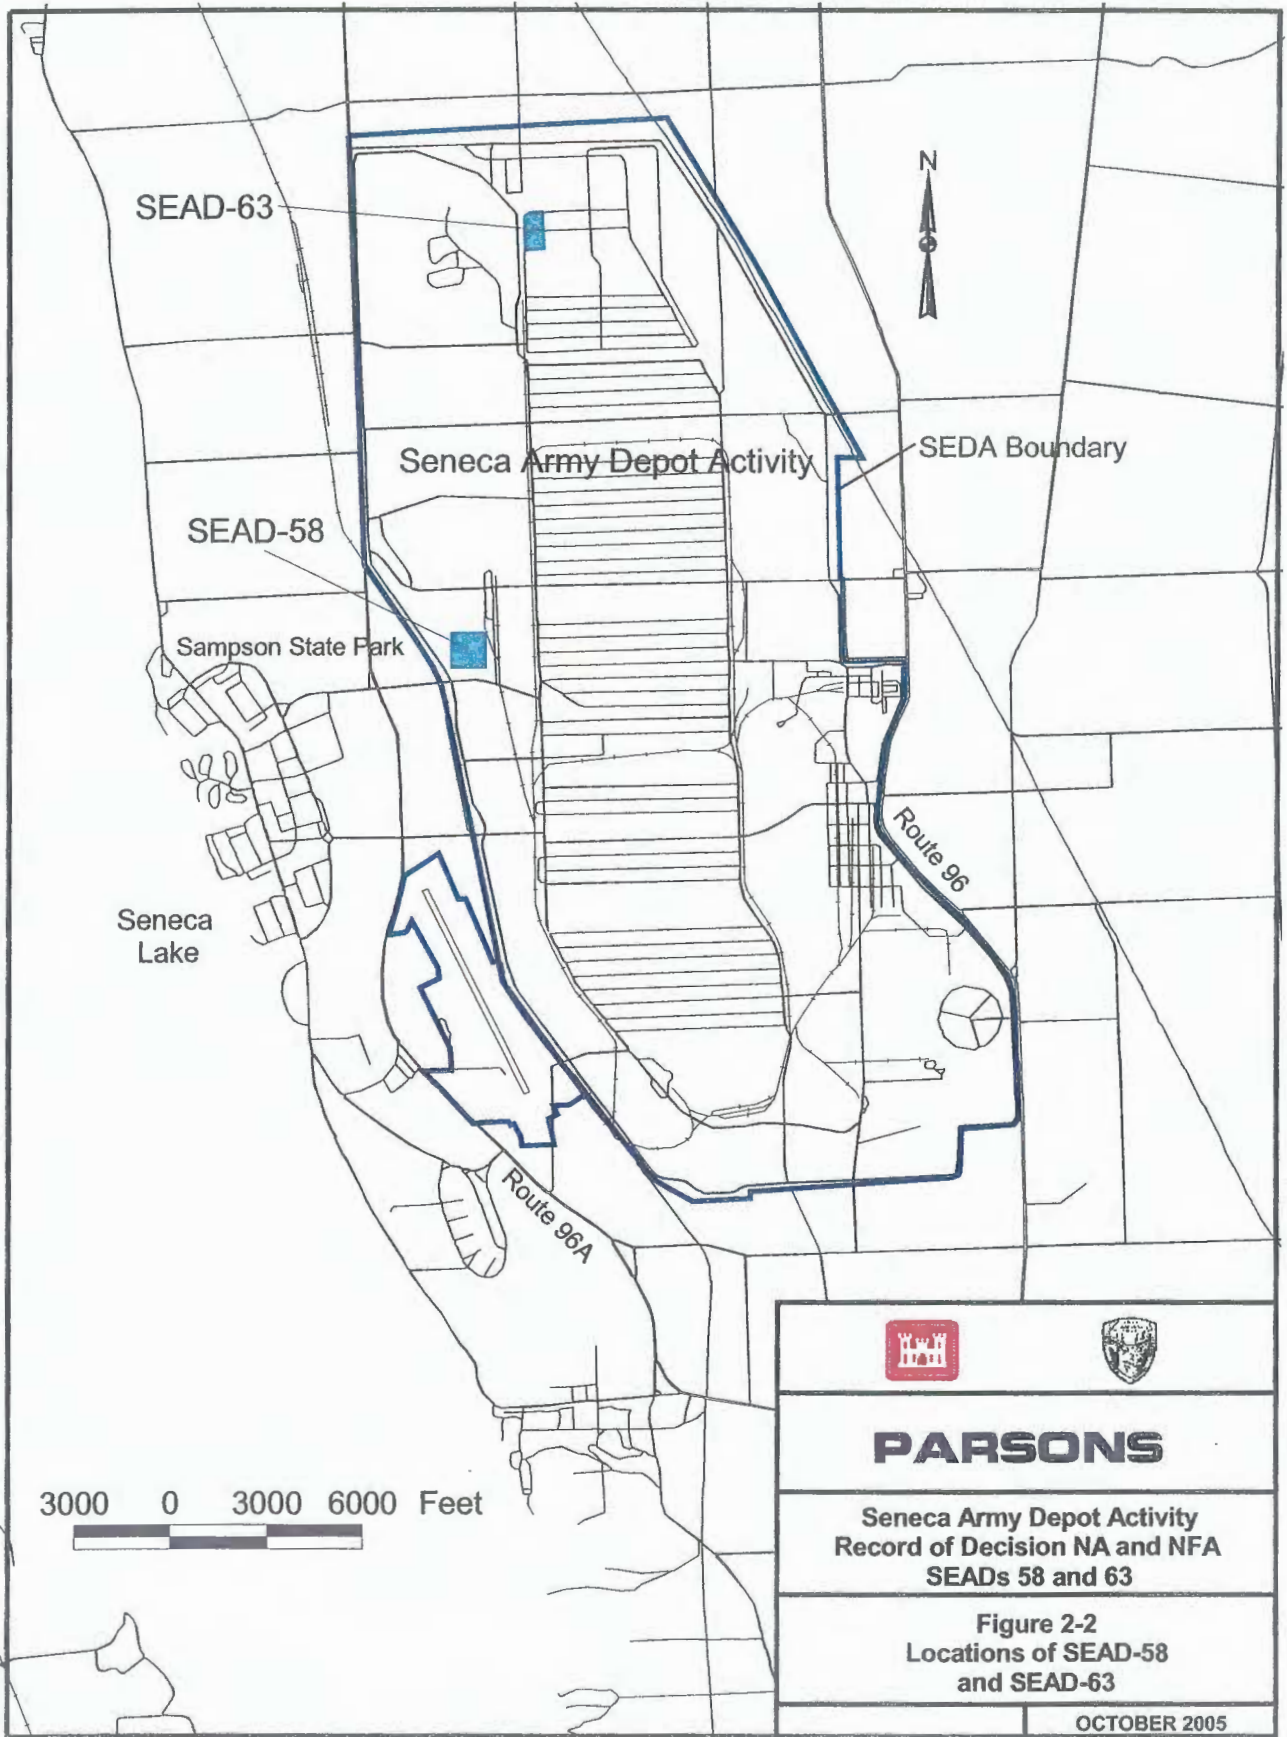 N
SEAD-63
Seneca Army Depot Activity
SEDA Boundary
SEAD-58
Sampson State Park
Route 96
Seneca
Lake
Route 96A
3000 0 3000 6000 Feet
PARSONS
Seneca Army Depot Activity
Record of Decision NA and NFA
SEADs 58 and 63
Figure 2-2
Locations of SEAD-58
and SEAD-63
OCTOBER 2005